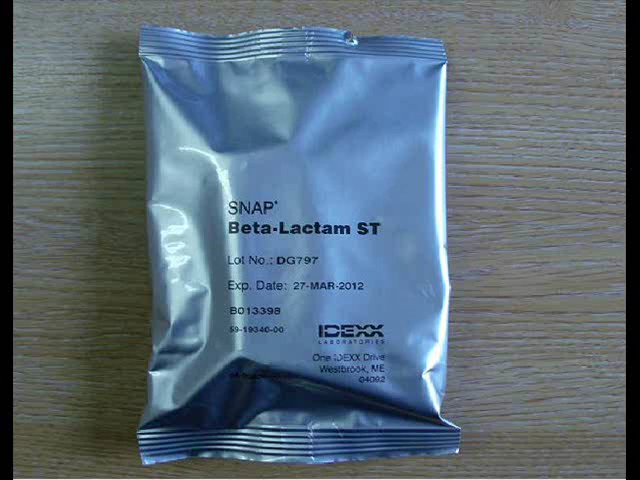 SNAP*
Beta-Lactam ST
Lot No.: DG797
Exp. Date: 27-MAR-2012
B013398
59-19340-00
IDEXX
LABORATORIES
One IDEXX Drive
Westbrook, ME
04092